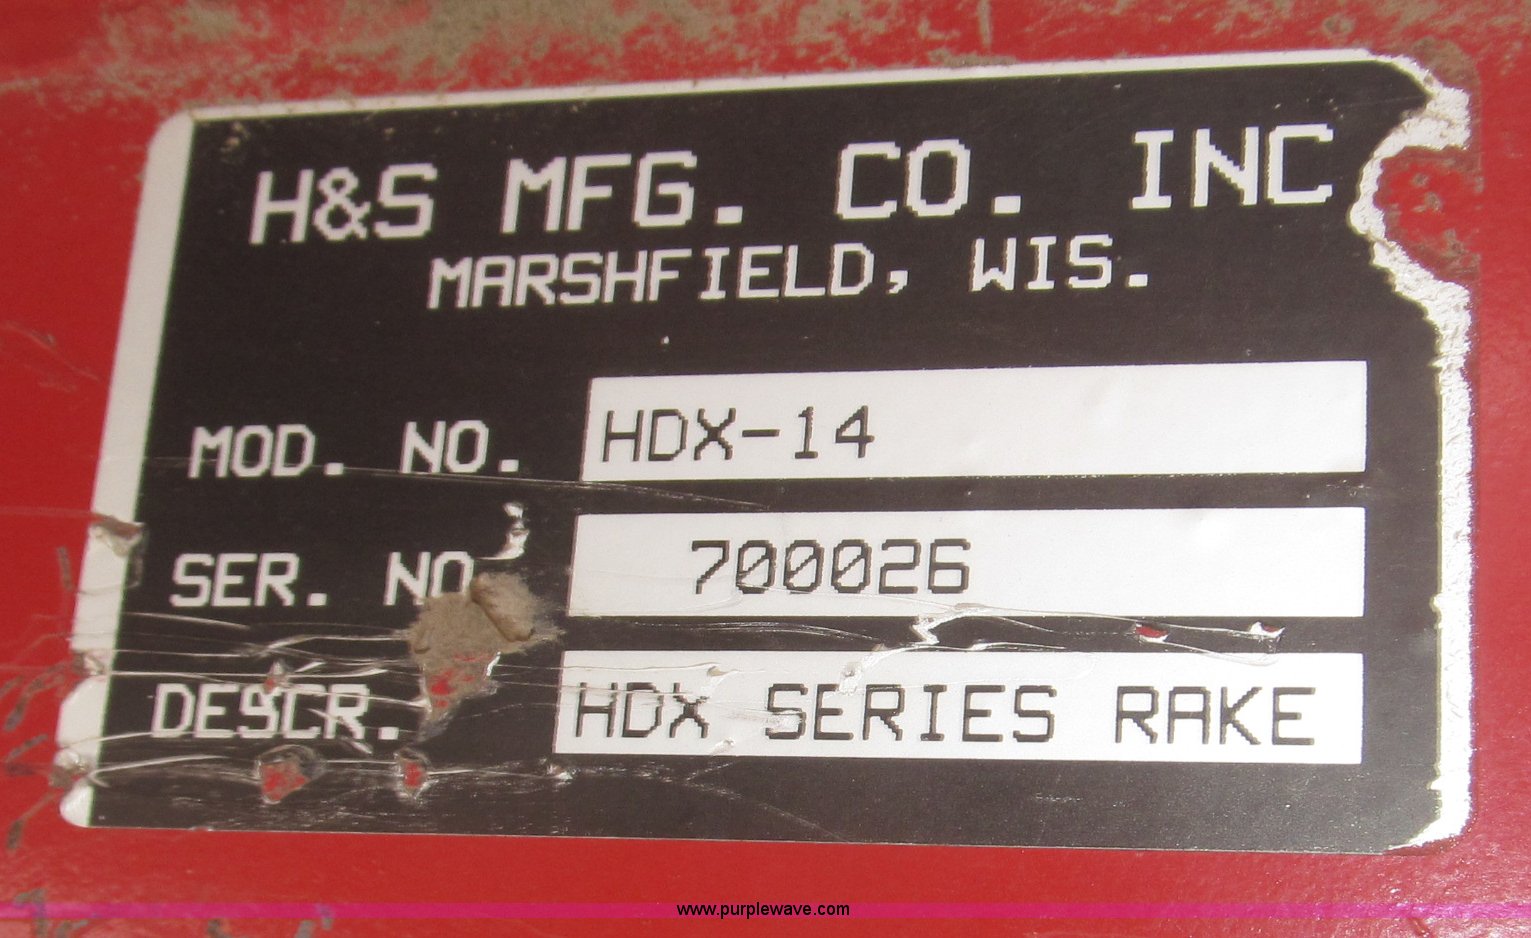 H&S MFG. CO. INC
MARSHFIELD, WIS.
MOD. NO. HDX-14
SER. NO 700026
DESCR. HDX SERIES RAKE
www.purplewave.com